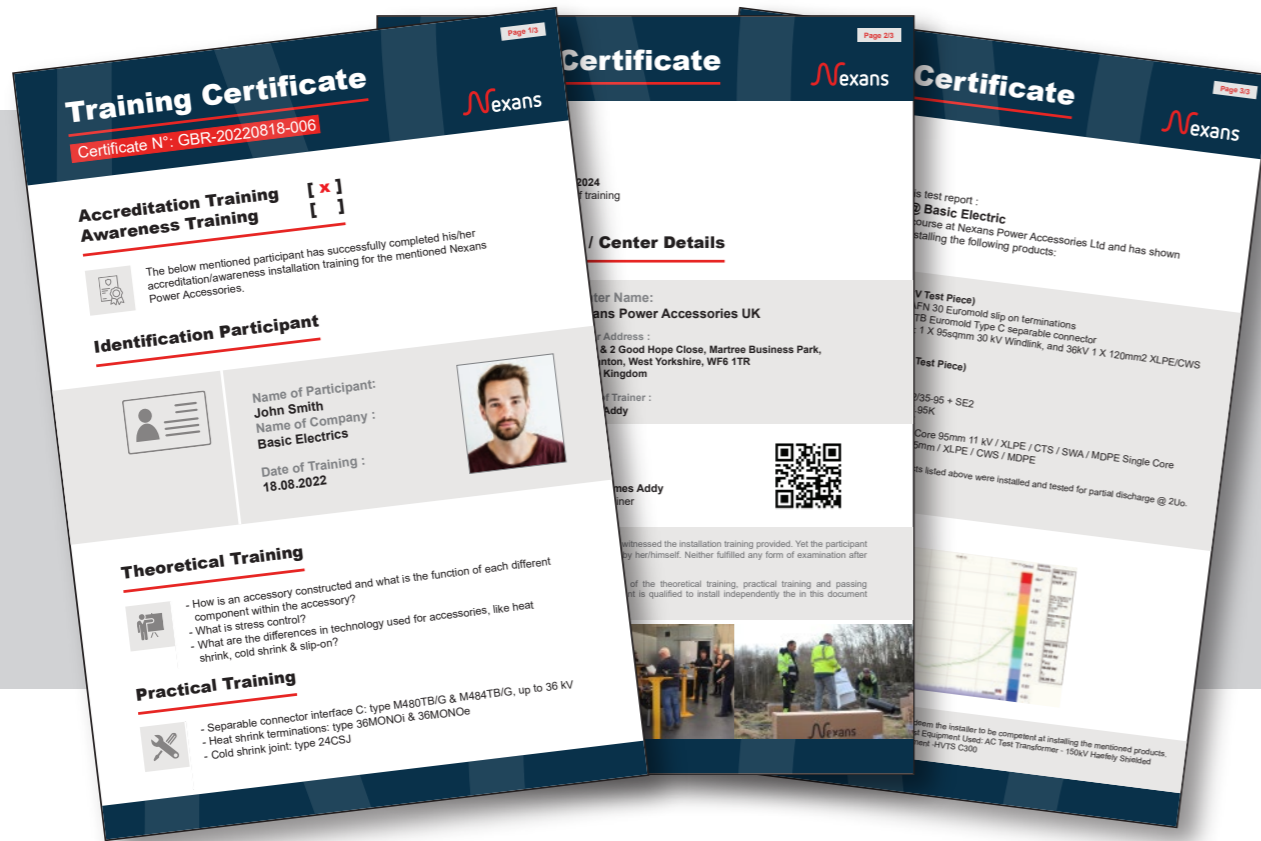 Page 1/3
Training Certificate
Nexans
Certificate N°: GBR-20220818-006
Accreditation Training [ x ]
Awareness Training [ ]
The below mentioned participant has successfully completed his/her
accreditation/awareness installation training for the mentioned Nexans
Power Accessories.
Identification Participant
Name of Participant:
John Smith
Name of Company :
Basic Electrics
Date of Training :
18.08.2022
Theoretical Training
- How is an accessory constructed and what is the function of each different
component within the accessory?
- What is stress control?
- What are the differences in technology used for accessories, like heat
shrink, cold shrink & slip-on?
Practical Training
- Separable connector interface C: type M480TB/G & M484TB/G, up to 36 kV
- Heat shrink terminations: type 36MONOi & 36MONOe
- Cold shrink joint: type 24CSJ
Page 2/3
Certificate
Nexans
2024
of training
/ Center Details
Name:
Power Accessories UK
Address :
& 2 Good Hope Close, Martree Business Park,
West Yorkshire, WF6 1TR
Kingdom
of Trainer :
Addy
Addy
witnessed the installation training provided. Yet the participant
by her/himself. Neither fulfilled any form of examination after
of the theoretical training, practical training and passing
is qualified to install independently the in this document
Nexans
Page 3/3
Certificate
Nexans
test report :
@ Basic Electric
course at Nexans Power Accessories Ltd and has shown
the following products:
Test Piece)
30 Euromold slip on terminations
Euromold Type C separable connector
: 1 X 95sqmm 30 kV Windlink, and 36kV 1 X 120mm2 XLPE/CWS
Test Piece)
+ SE2
Core 95mm 11 kV / XLPE / CTS / SWA / MDPE Single Core
/ XLPE / CWS / MDPE
listed above were installed and tested for partial discharge @ 2Uo.
the installer to be competent at installing the mentioned products.
Equipment Used: AC Test Transformer - 150kV Haefely Shielded
-HVTS C300